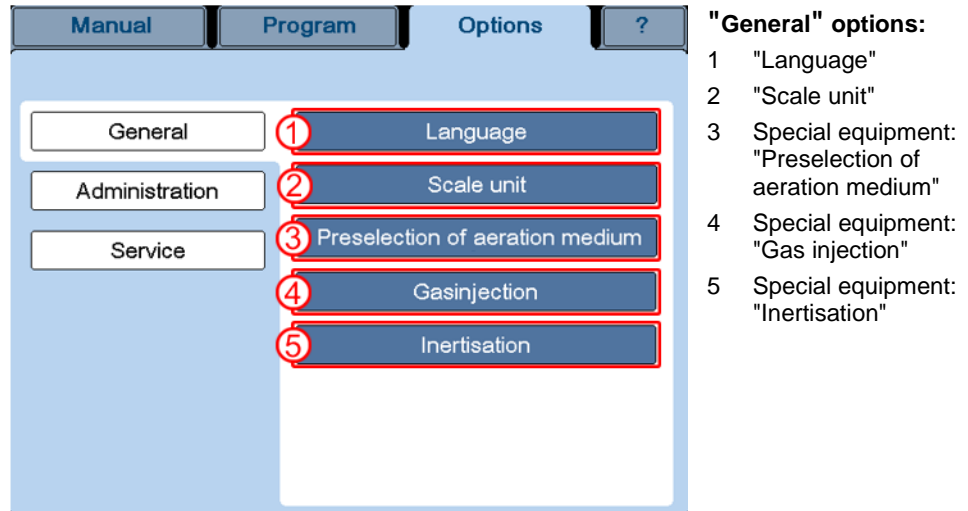 Manual Program Options ?
General
Administration
Service
1 Language
2 Scale unit
3 Preselection of aeration medium
4 Gasinjection
5 Inertisation
"General" options:
1 "Language"
2 "Scale unit"
3 Special equipment:
"Preselection of
aeration medium"
4 Special equipment:
"Gas injection"
5 Special equipment:
"Inertisation"